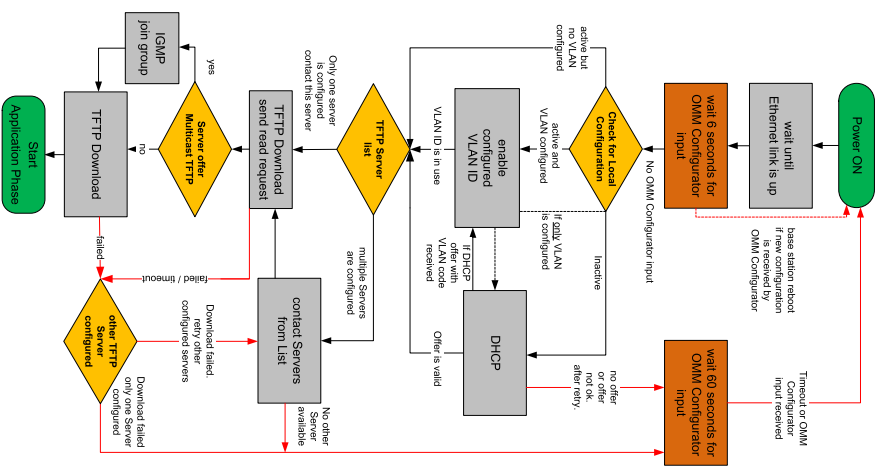 Power ON
wait until
Ethernet link is up
wait 6 seconds for
OMM Configurator
input
base station reboot
if new configuration
is received by
OMM Configurator
No OMM Configurator input
Check for Local
Configuration
active but
no VLAN
configured
active and
VLAN configured
If only VLAN
is configured
Inactive
enable
configured
VLAN ID
VLAN ID is in use
If DHCP
offer with
VLAN code
received
DHCP
Offer is valid
no offer
or offer
not ok
after retry.
wait 60 seconds for
OMM Configurator
input
Timeout or OMM
Configurator
input received
TFTP Server
list
Only one server
is configured
contact this server
multiple Servers
are configured
TFTP Download
send read request
contact Servers
from List
failed / timeout
No other
Server
available
Server offer
Multicast TFTP
yes
no
IGMP
join group
TFTP Download
failed
other TFTP
Server
configured
Download failed.
retry other
configured servers
Download failed
only one Server
configured
Start
Application Phase